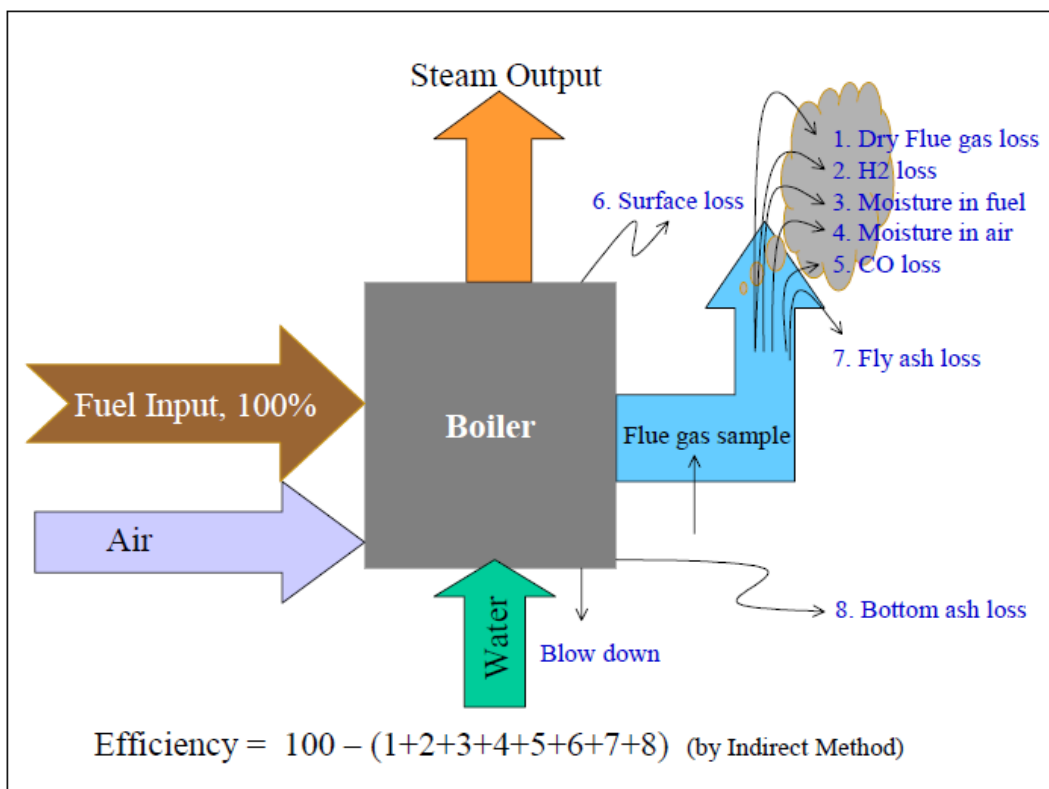 Steam Output
1. Dry Flue gas loss
2. H2 loss
6. Surface loss
3. Moisture in fuel
4. Moisture in air
5. CO loss
7. Fly ash loss
Fuel Input, 100%
Boiler
Flue gas sample
Air
Water
8. Bottom ash loss
Blow down
Efficiency = 100 – (1+2+3+4+5+6+7+8) (by Indirect Method)